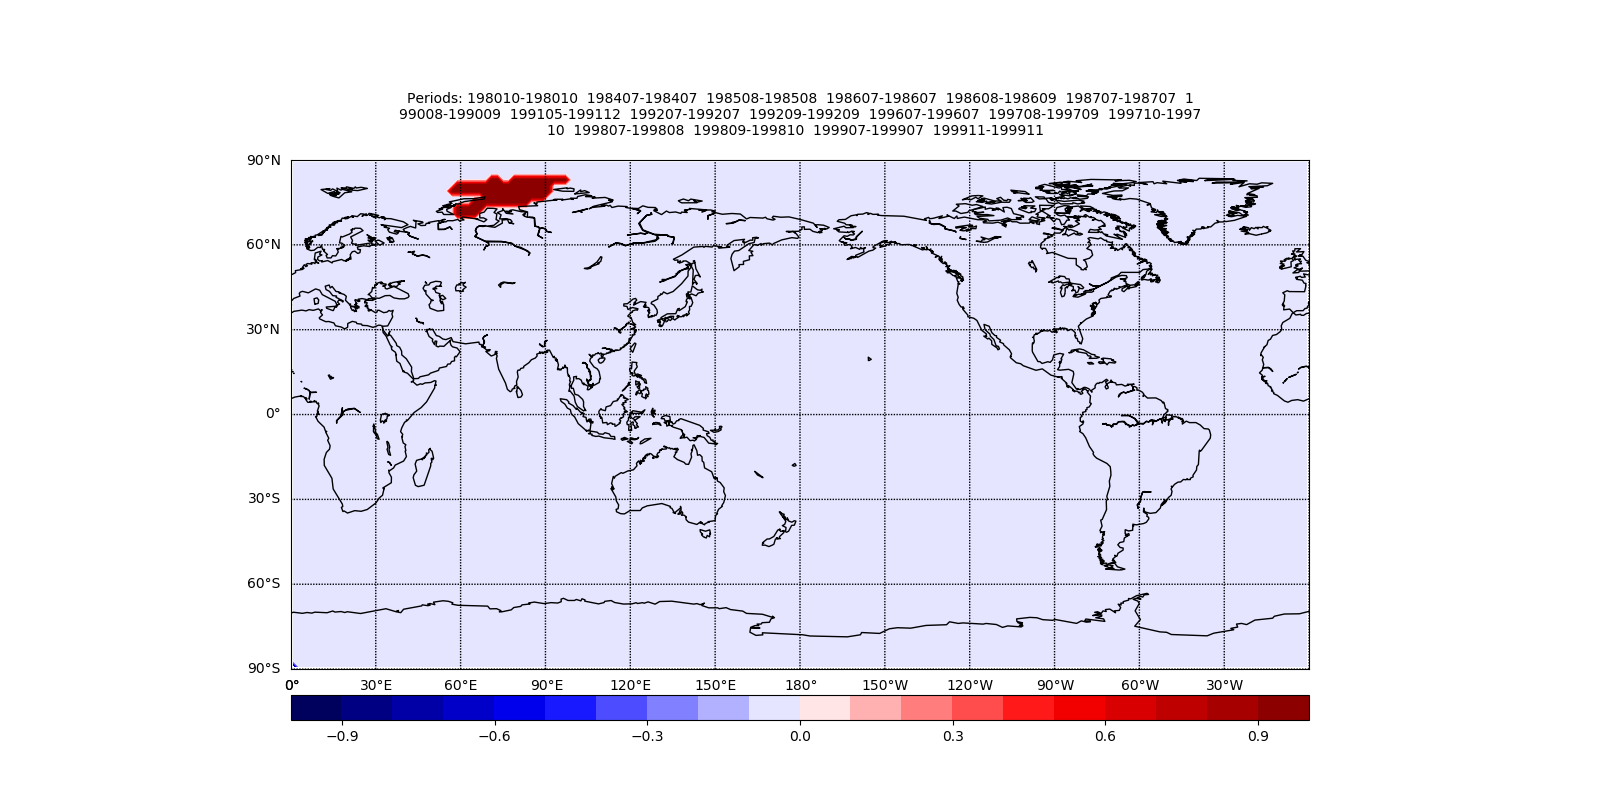 Periods: 198010-198010  198407-198407  198508-198508  198607-198607  198608-198609  198707-198707  1
99008-199009  199105-199112  199207-199207  199209-199209  199607-199607  199708-199709  199710-1997
10  199807-199808  199809-199810  199907-199907  199911-199911
90°N
60°N
30°N
0°
30°S
60°S
90°S
0° 30°E 60°E 90°E 120°E 150°E 180° 150°W 120°W 90°W 60°W 30°W
−0.9 −0.6 −0.3 0.0 0.3 0.6 0.9